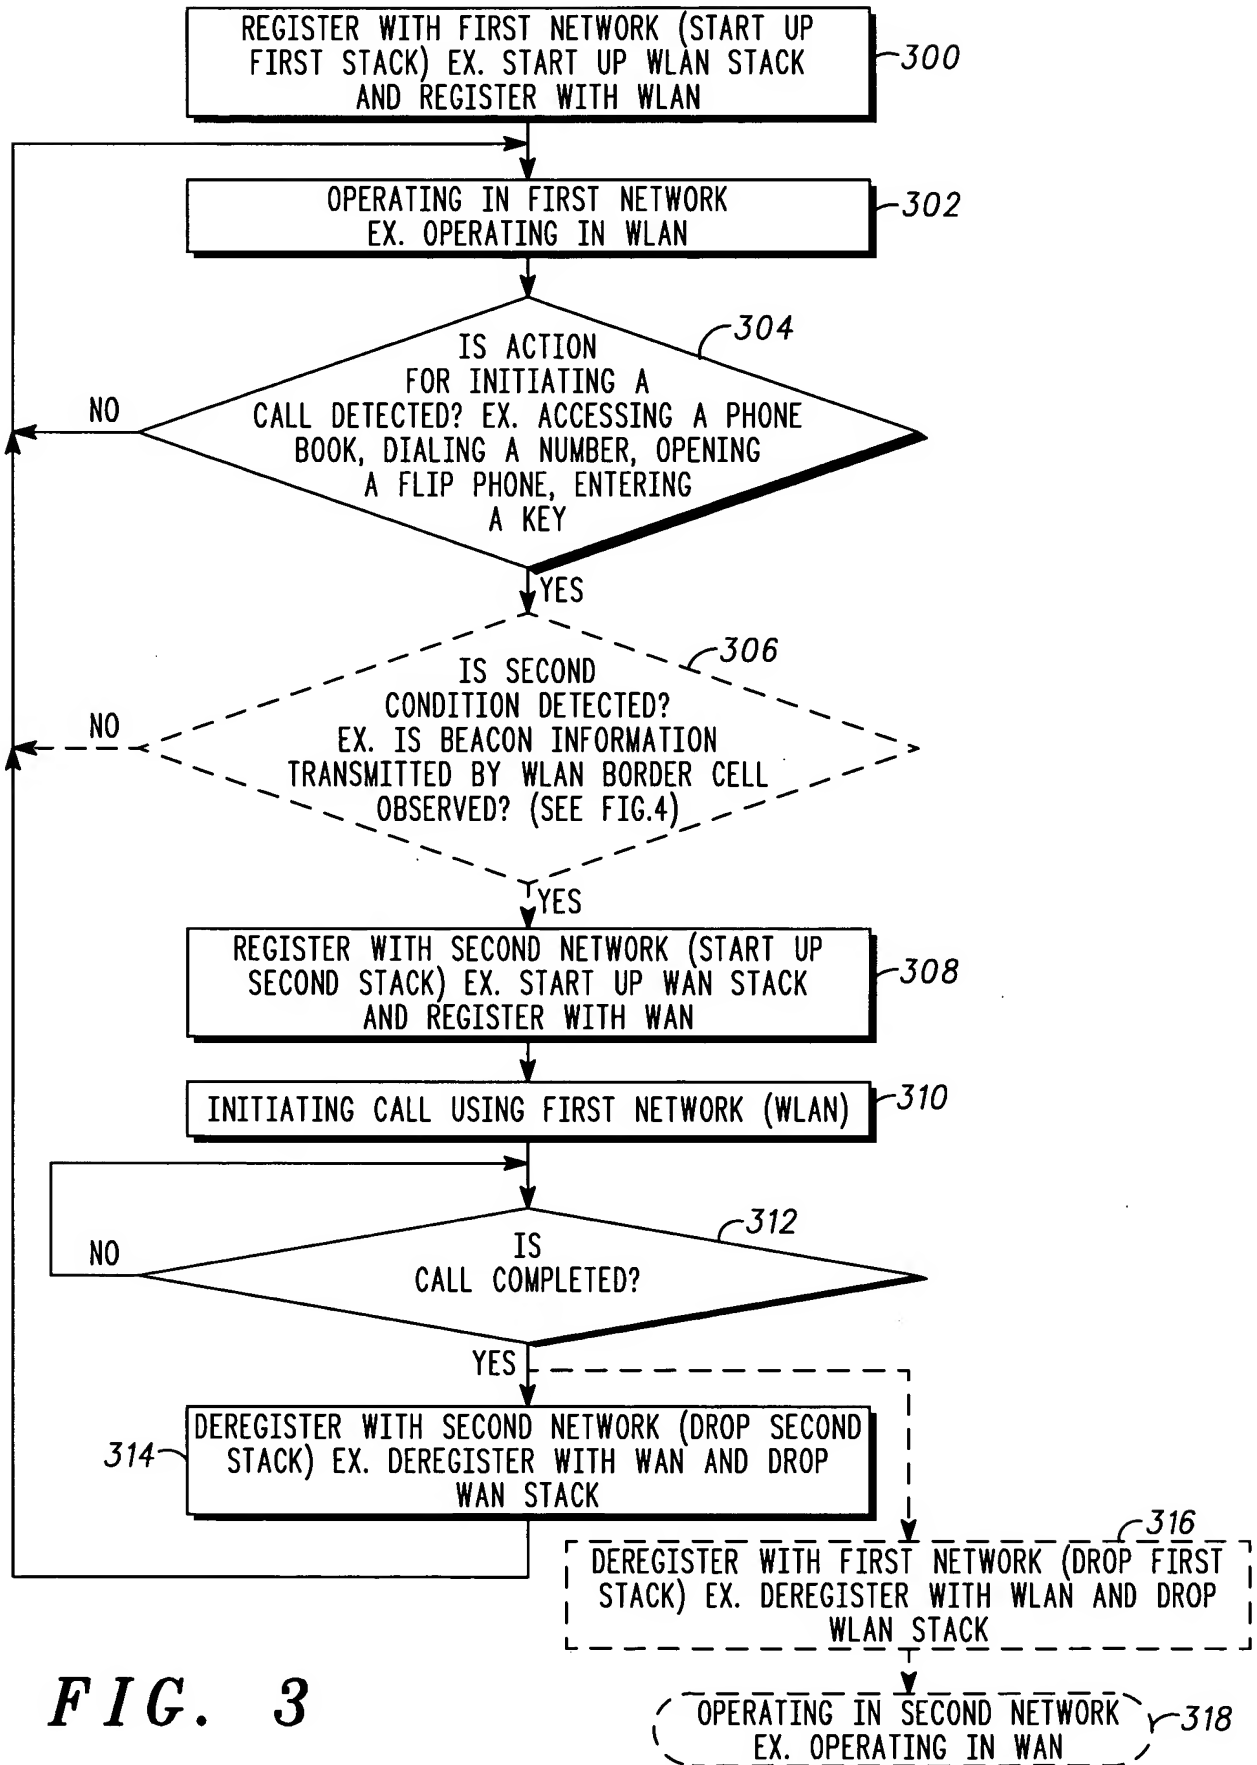 REGISTER WITH FIRST NETWORK (START UP
FIRST STACK) EX. START UP WLAN STACK
AND REGISTER WITH WLAN
300
OPERATING IN FIRST NETWORK
EX. OPERATING IN WLAN
302
304
IS ACTION
FOR INITIATING A
CALL DETECTED? EX. ACCESSING A PHONE
BOOK, DIALING A NUMBER, OPENING
A FLIP PHONE, ENTERING
A KEY
NO
YES
306
IS SECOND
CONDITION DETECTED?
EX. IS BEACON INFORMATION
TRANSMITTED BY WLAN BORDER CELL
OBSERVED? (SEE FIG.4)
NO
YES
REGISTER WITH SECOND NETWORK (START UP
SECOND STACK) EX. START UP WAN STACK
AND REGISTER WITH WAN
308
INITIATING CALL USING FIRST NETWORK (WLAN)
310
312
IS
CALL COMPLETED?
NO
YES
DEREGISTER WITH SECOND NETWORK (DROP SECOND
STACK) EX. DEREGISTER WITH WAN AND DROP
WAN STACK
314
316
DEREGISTER WITH FIRST NETWORK (DROP FIRST
STACK) EX. DEREGISTER WITH WLAN AND DROP
WLAN STACK
OPERATING IN SECOND NETWORK
EX. OPERATING IN WAN
318
FIG. 3